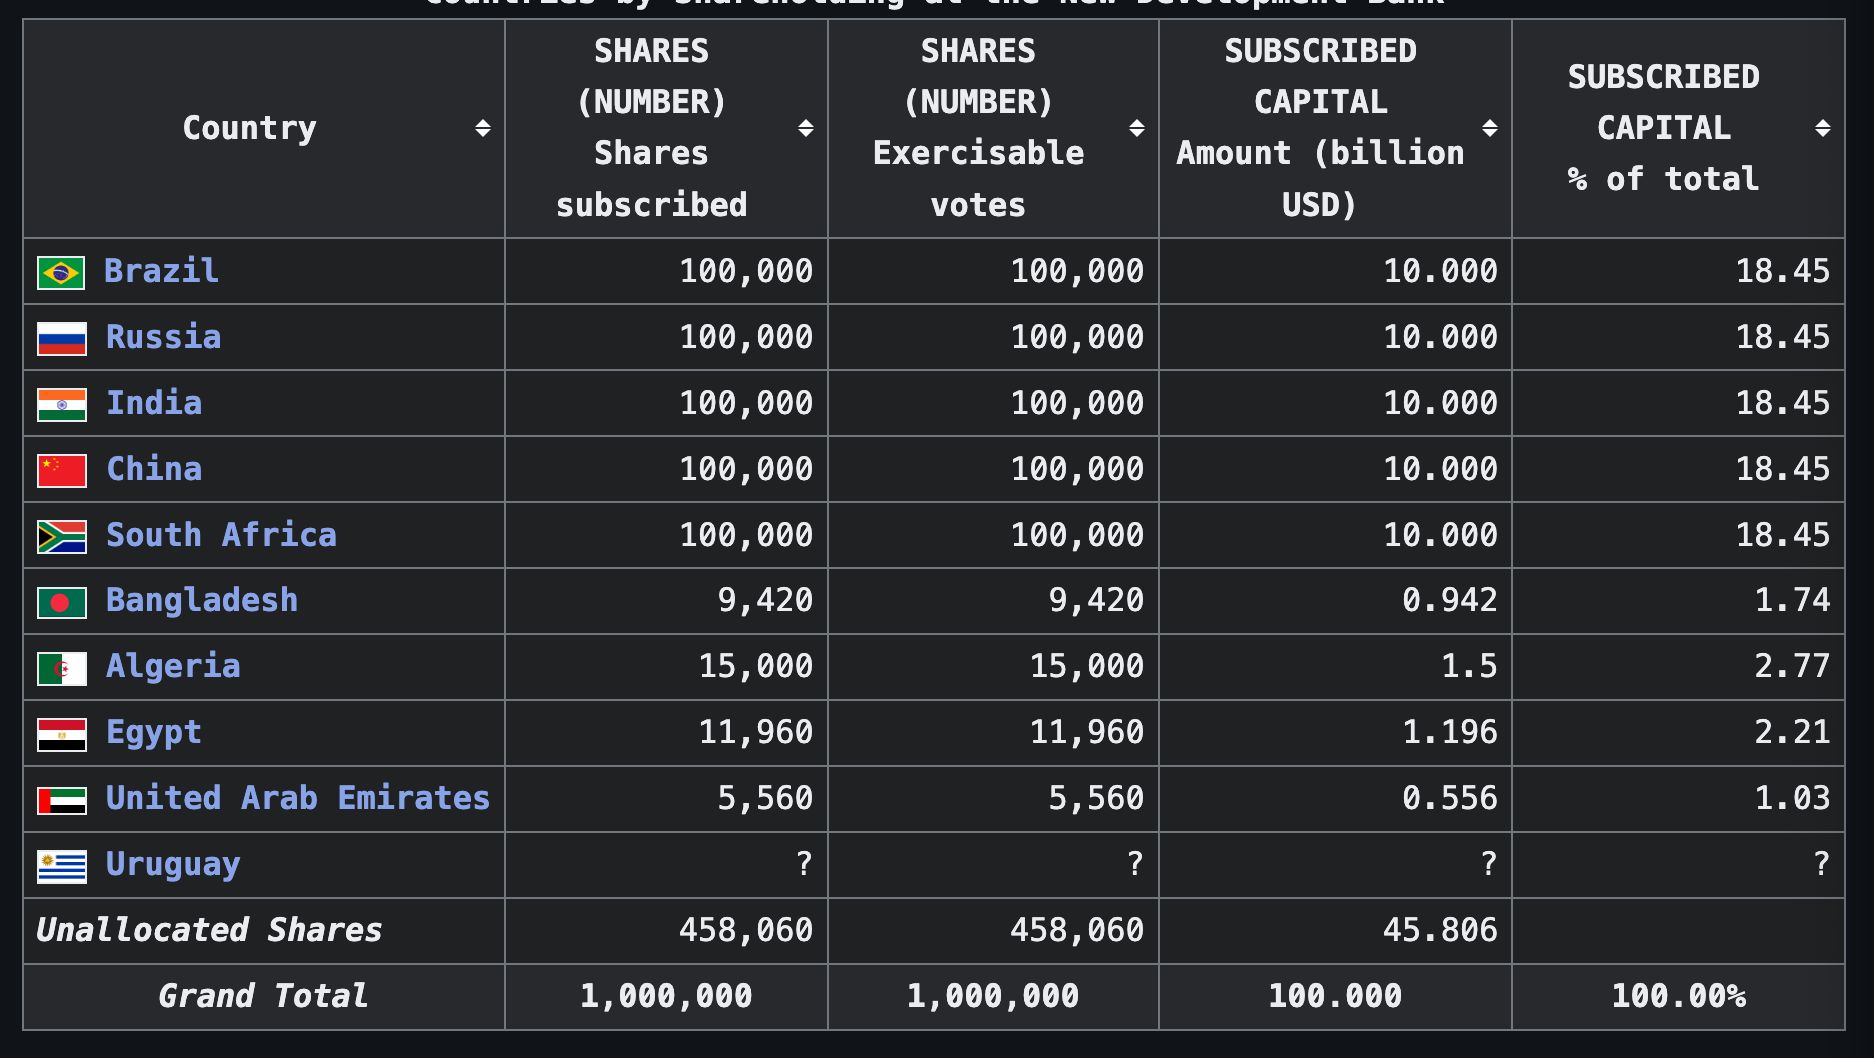 Countries by Shareholding at the New Development Bank
Country
SHARES
(NUMBER)
Shares
subscribed
SHARES
(NUMBER)
Exercisable
votes
SUBSCRIBED
CAPITAL
Amount (billion
USD)
SUBSCRIBED
CAPITAL
% of total
Brazil 100,000 100,000 10.000 18.45
Russia 100,000 100,000 10.000 18.45
India 100,000 100,000 10.000 18.45
China 100,000 100,000 10.000 18.45
South Africa 100,000 100,000 10.000 18.45
Bangladesh 9,420 9,420 0.942 1.74
Algeria 15,000 15,000 1.5 2.77
Egypt 11,960 11,960 1.196 2.21
United Arab Emirates 5,560 5,560 0.556 1.03
Uruguay ? ? ? ?
Unallocated Shares 458,060 458,060 45.806
Grand Total 1,000,000 1,000,000 100.000 100.00%